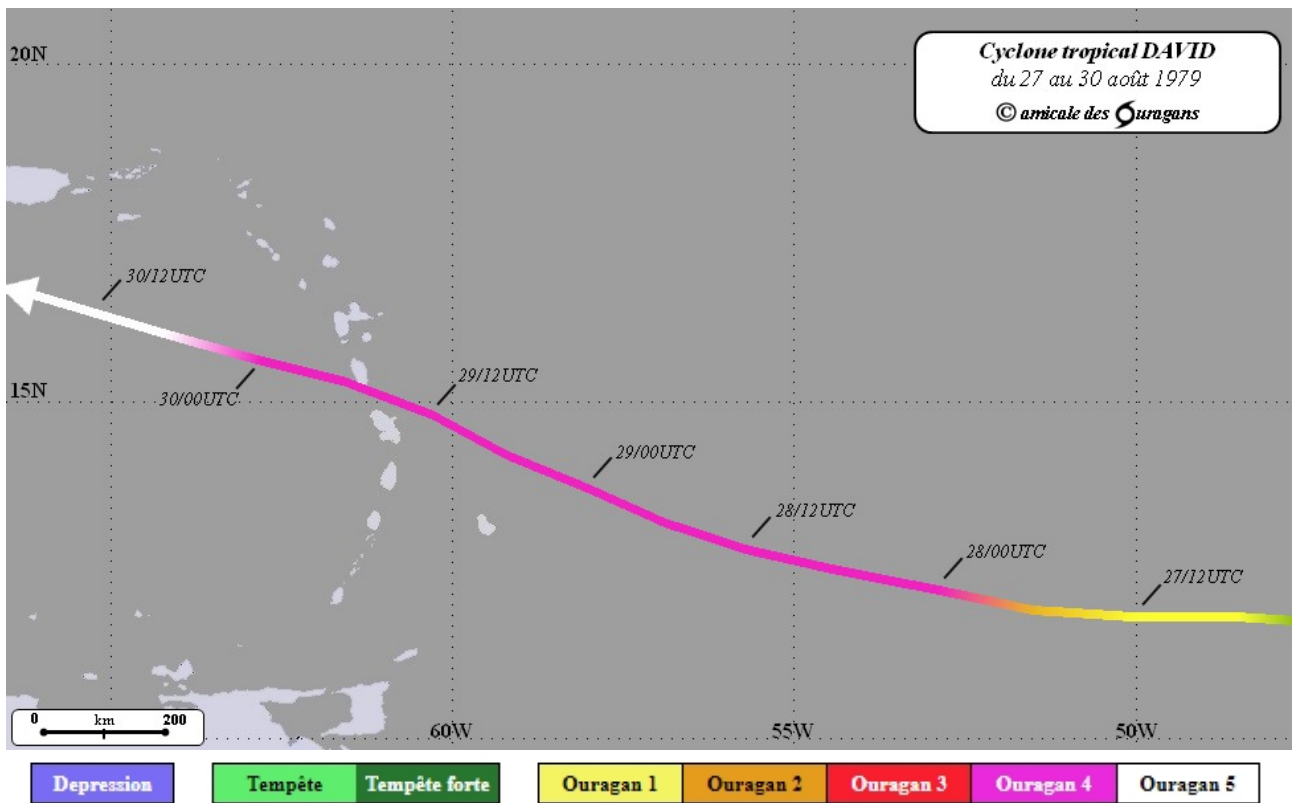 20N
Cyclone tropical DAVID
du 27 au 30 août 1979
© amicale des Ouragans
30/12UTC
29/12UTC
15N
30/00UTC
29/00UTC
28/12UTC
28/00UTC
27/12UTC
0 km 200
60W 55W 50W
Depression Tempête Tempête forte Ouragan 1 Ouragan 2 Ouragan 3 Ouragan 4 Ouragan 5